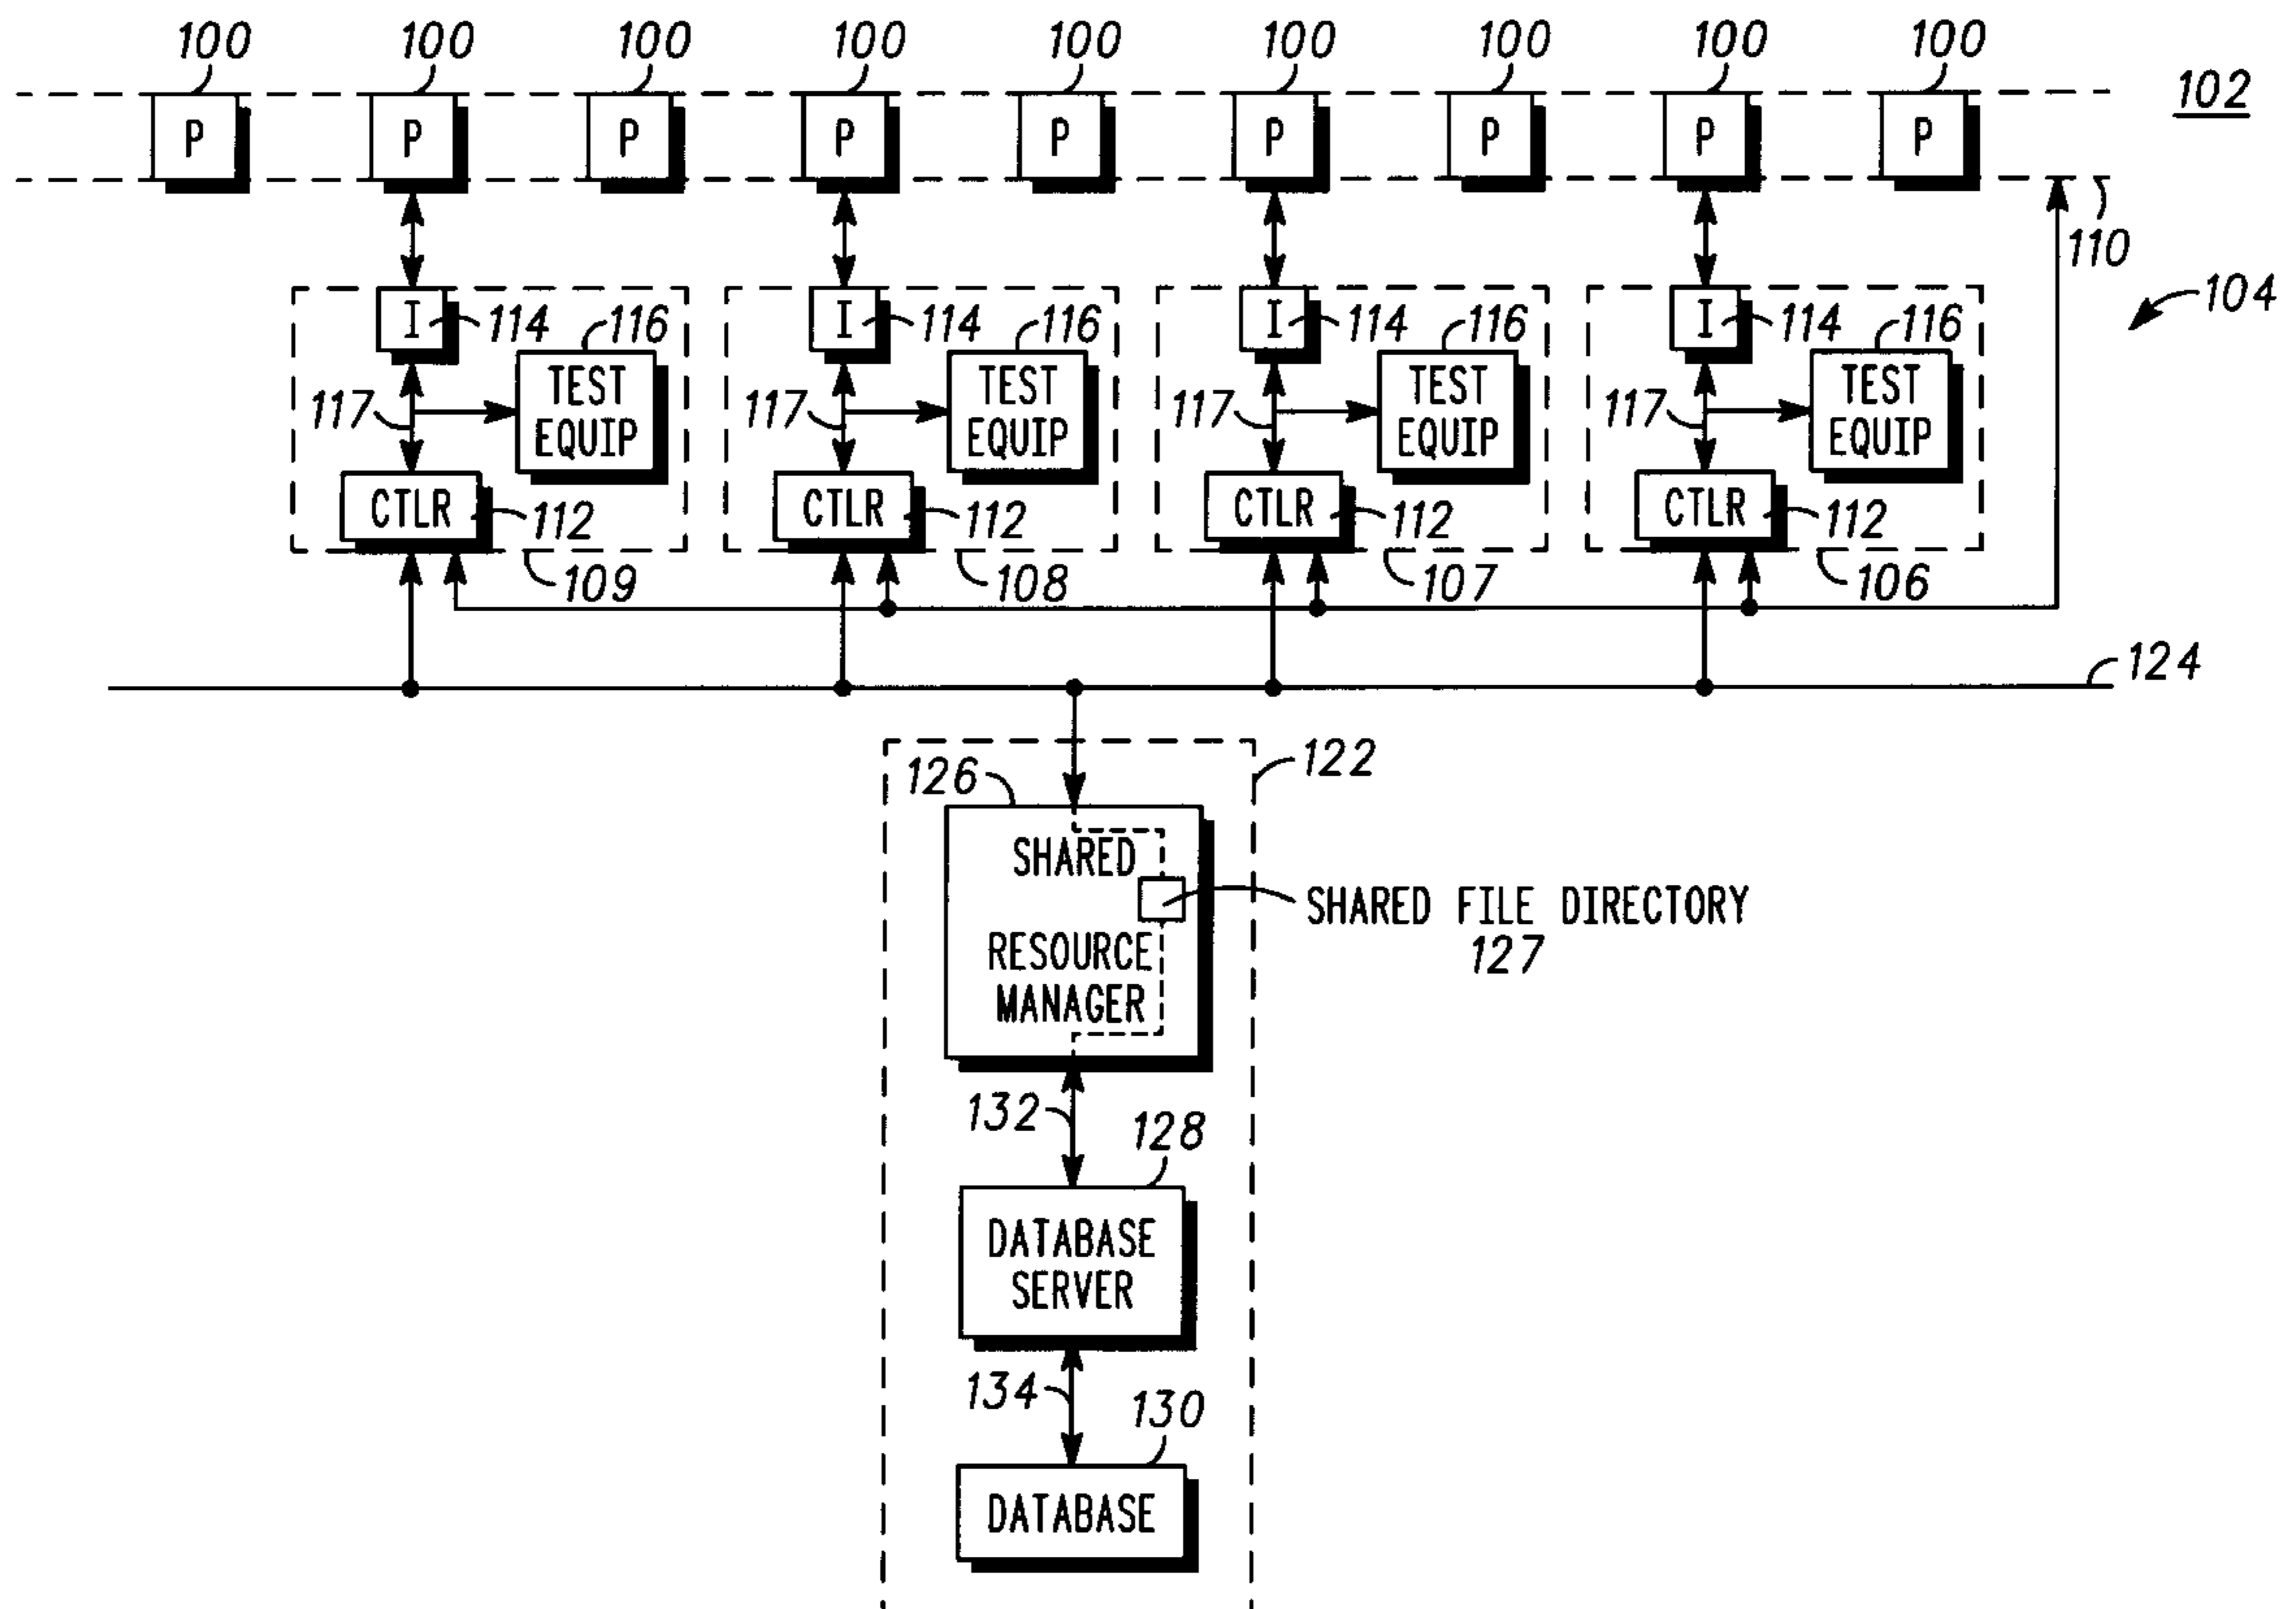 100 100 100 100 100 100 100 100 100
102
P P P P P P P P P
110
104
I 114 116 I 114 116 I 114 116 I 114 116
TEST EQUIP TEST EQUIP TEST EQUIP TEST EQUIP
117 117 117 117
CTLR 112 CTLR 112 CTLR 112 CTLR 112
109 108 107 106
124
126 122
SHARED
RESOURCE
MANAGER
SHARED FILE DIRECTORY
127
132 128
DATABASE
SERVER
134 130
DATABASE